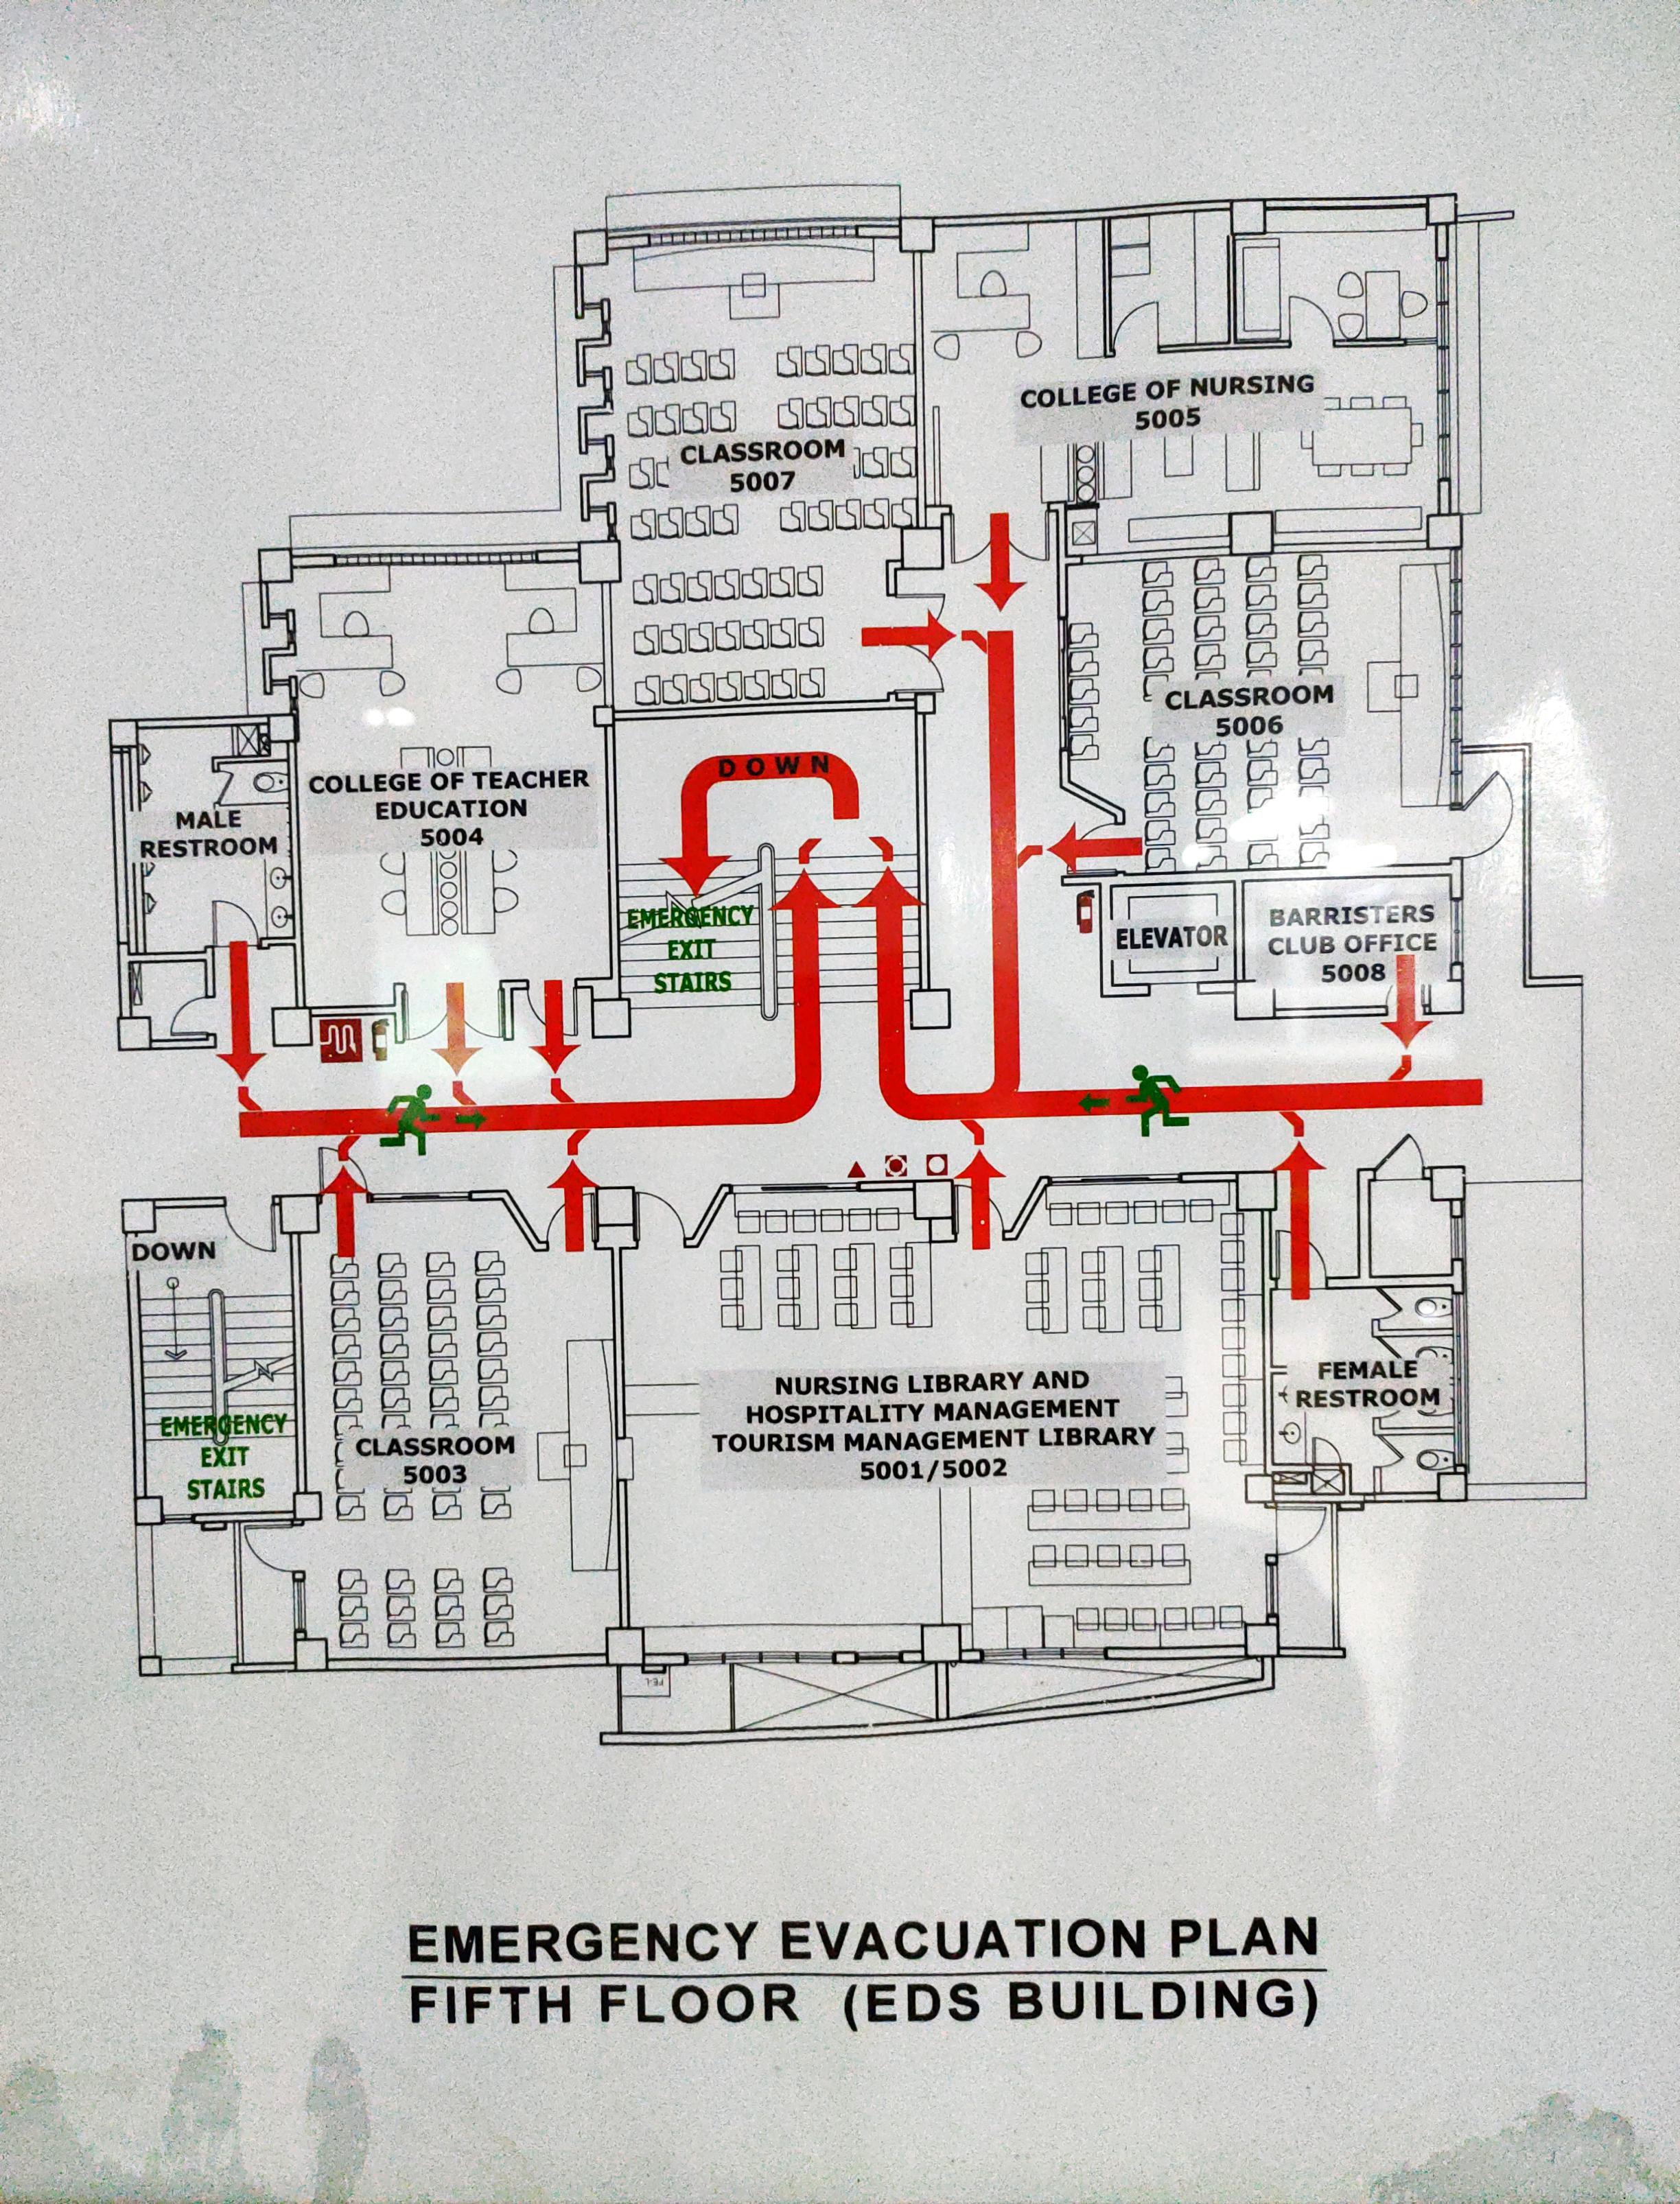 COLLEGE OF NURSING
5005
CLASSROOM
5007
CLASSROOM
5006
DOWN
COLLEGE OF TEACHER
EDUCATION
5004
MALE
RESTROOM
EMERGENCY
EXIT
STAIRS
ELEVATOR
BARRISTERS
CLUB OFFICE
5008
DOWN
EMERGENCY
EXIT
STAIRS
CLASSROOM
5003
NURSING LIBRARY AND
HOSPITALITY MANAGEMENT
TOURISM MANAGEMENT LIBRARY
5001/5002
FEMALE
RESTROOM
EMERGENCY EVACUATION PLAN
FIFTH FLOOR (EDS BUILDING)